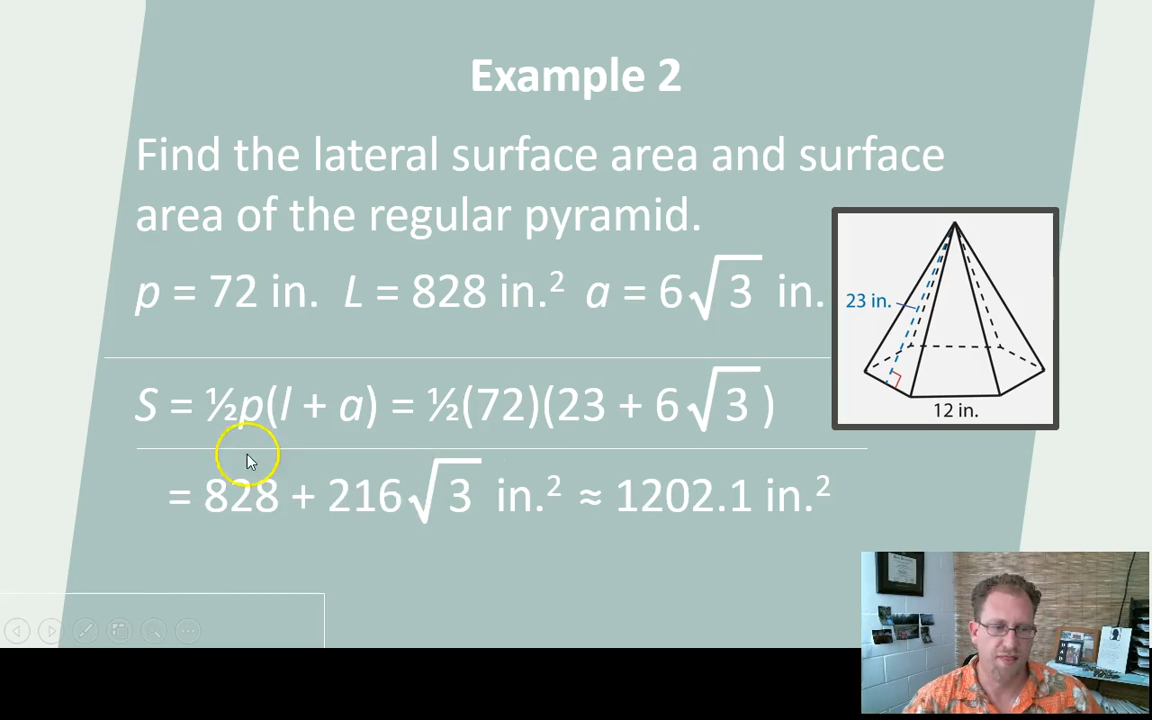 Example 2
Find the lateral surface area and surface
area of the regular pyramid.
p = 72 in. L = 828 in.² a = 6√3 in.
23 in.
S = ½p(l + a) = ½(72)(23 + 6√3)
12 in.
= 828 + 216√3 in.² ≈ 1202.1 in.²